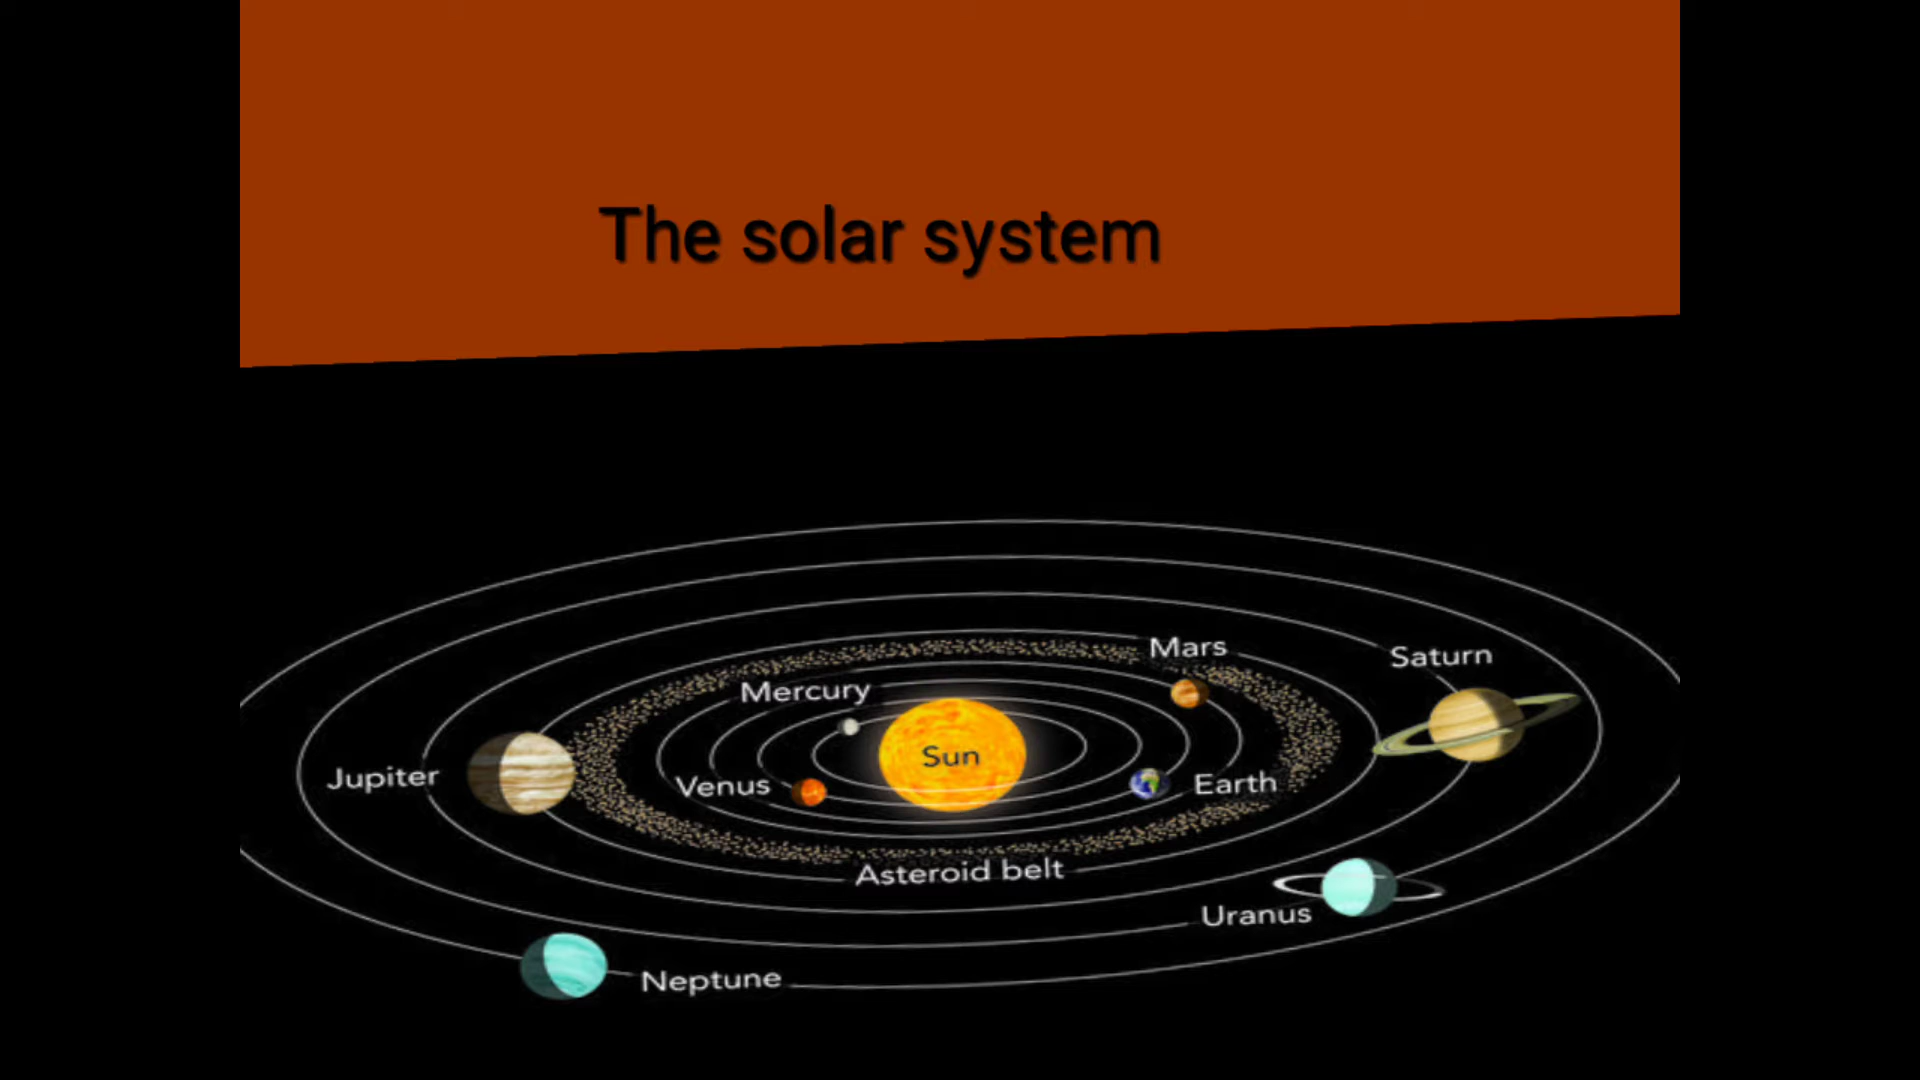 The solar system
Mars
Saturn
Mercury
Sun
Jupiter
Venus
Earth
Asteroid belt
Uranus
Neptune